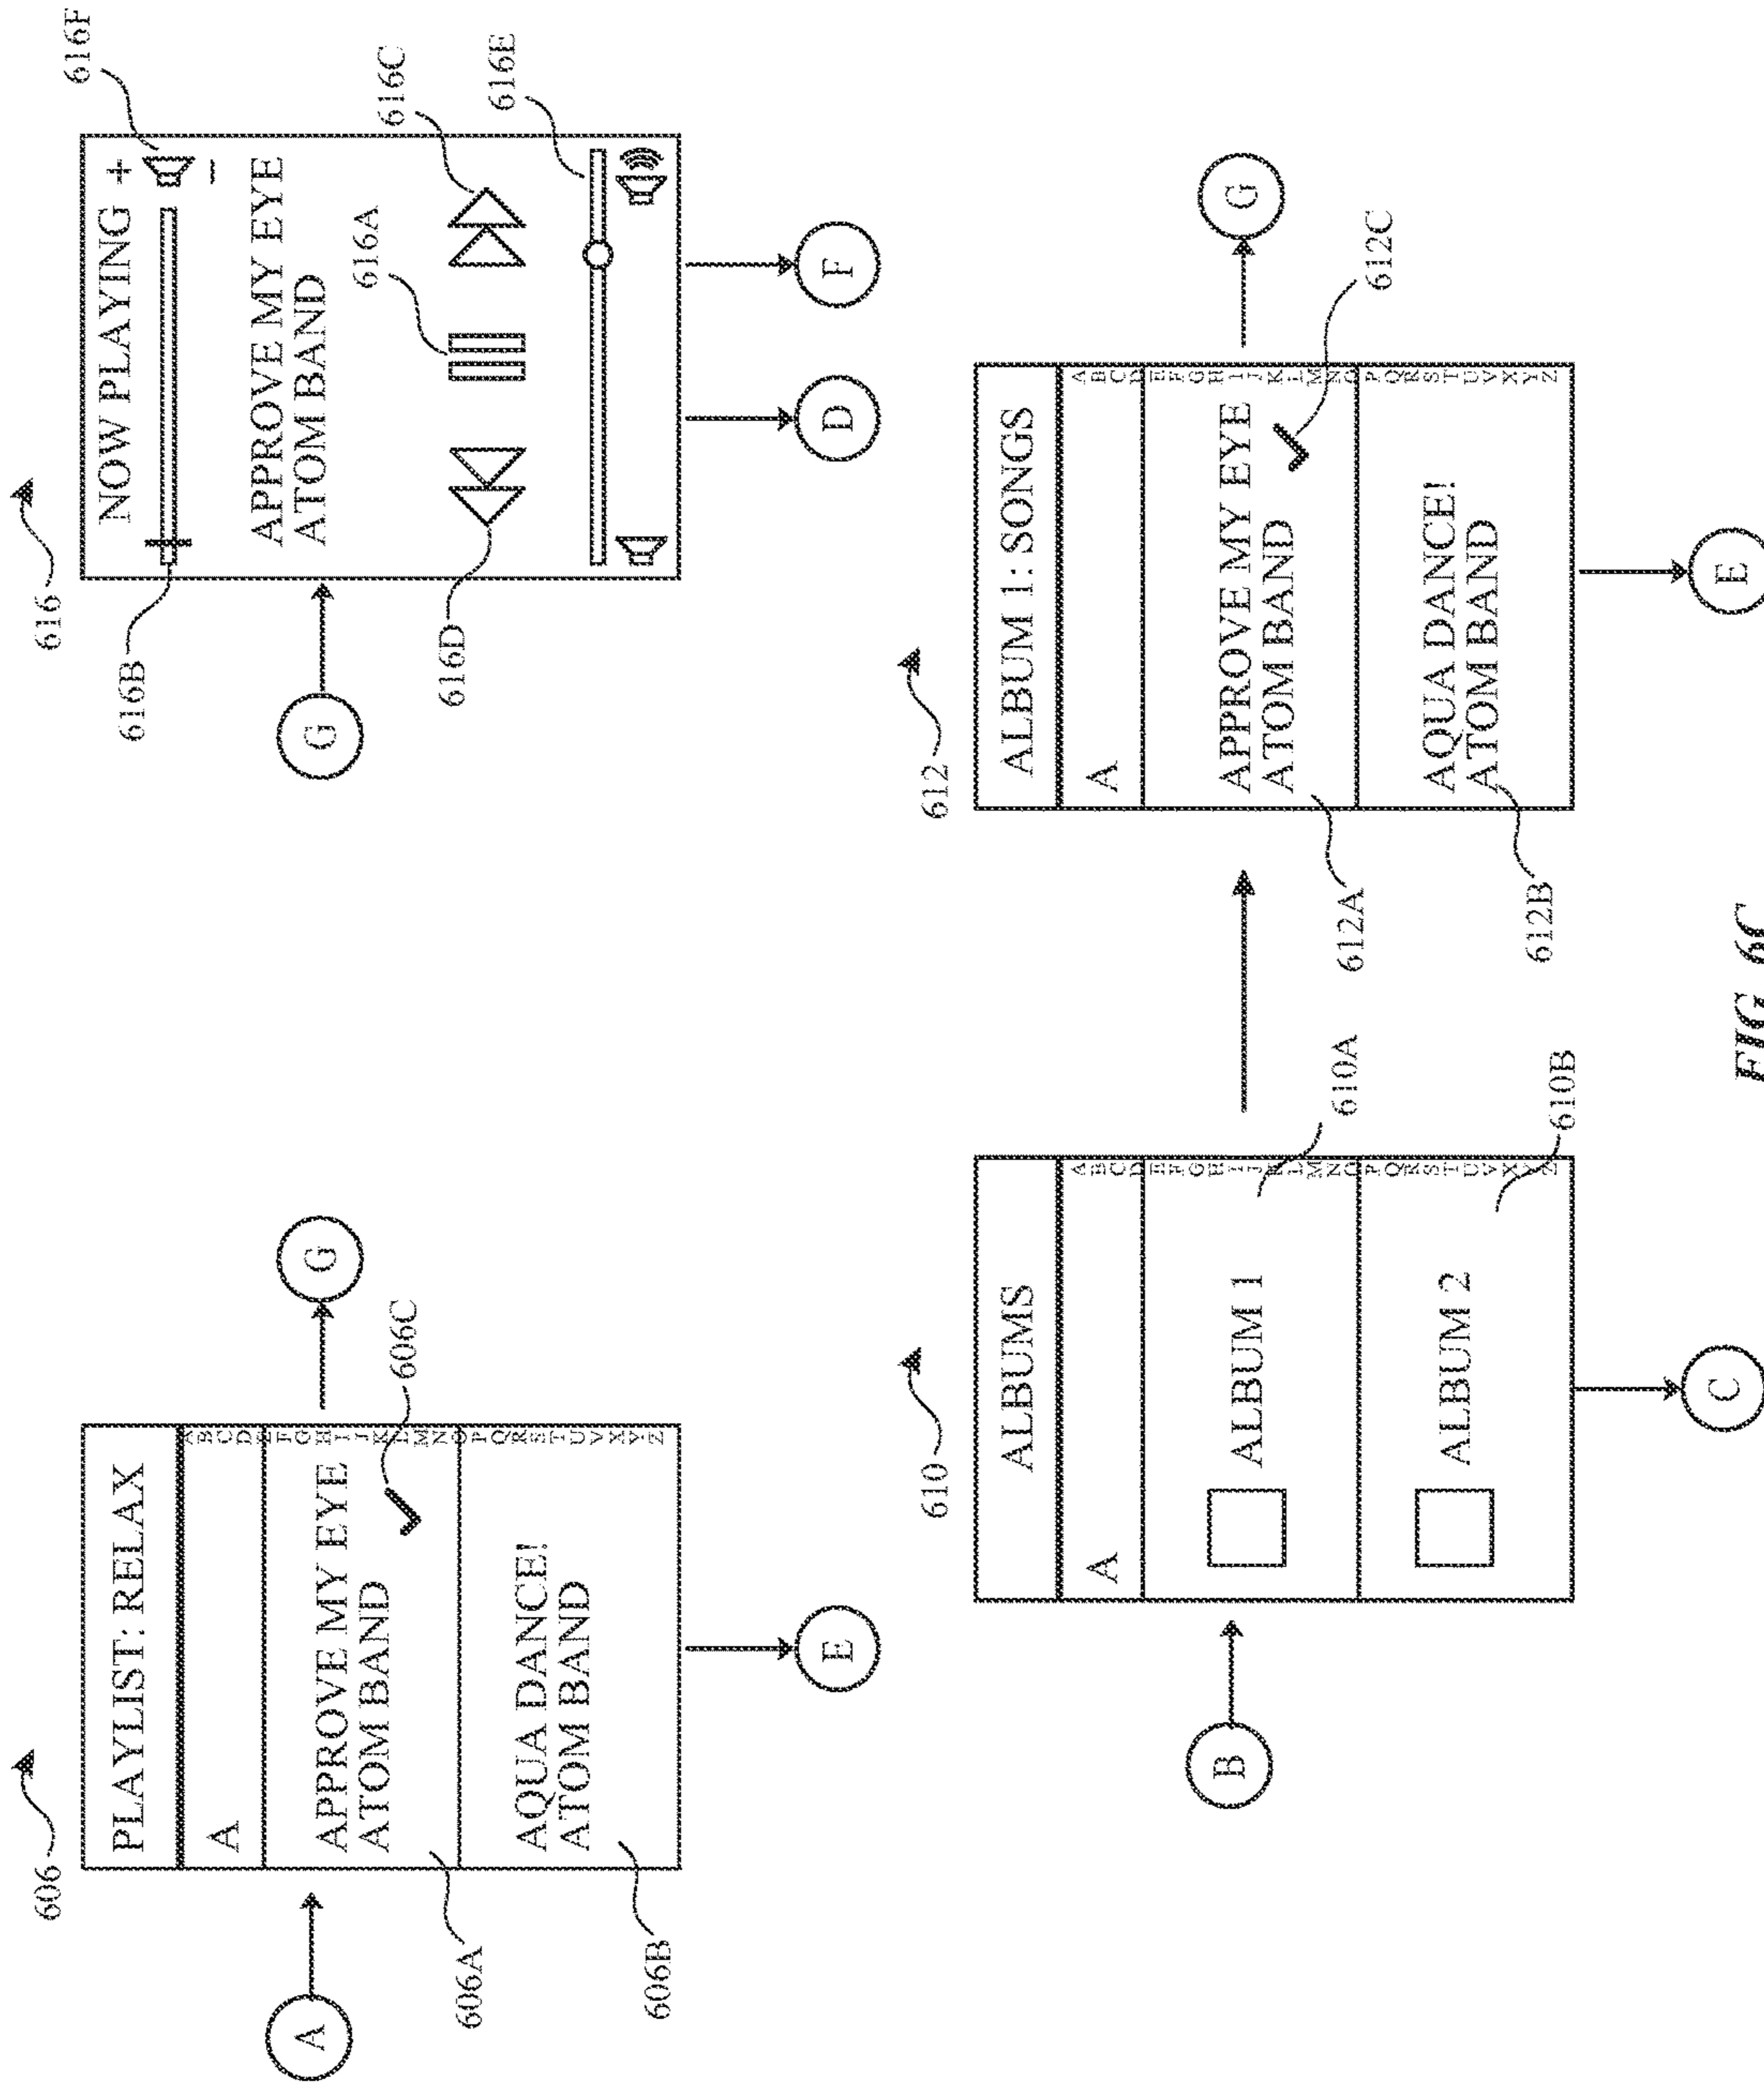 606
PLAYLIST: RELAX
A
APPROVE MY EYE
ATOM BAND
AQUA DANCE!
ATOM BAND
A
B
C
D
E
F
G
H
I
J
K
L
M
N
O
P
Q
R
S
T
U
V
X
Y
Z
A
606A
606B
606C
G
E
616
NOW PLAYING +
−
APPROVE MY EYE
ATOM BAND
G
616B
616D
616A
616C
616E
616F
D
F
610
ALBUMS
A
ALBUM 1
ALBUM 2
A
B
C
D
E
F
G
H
I
J
K
L
M
N
O
P
Q
R
S
T
U
V
X
Y
Z
B
610A
610B
C
612
ALBUM 1: SONGS
A
APPROVE MY EYE
ATOM BAND
AQUA DANCE!
ATOM BAND
A
B
C
D
E
F
G
H
I
J
K
L
M
N
O
P
Q
R
S
T
U
V
X
Y
Z
612A
612B
612C
G
E
FIG. 6C